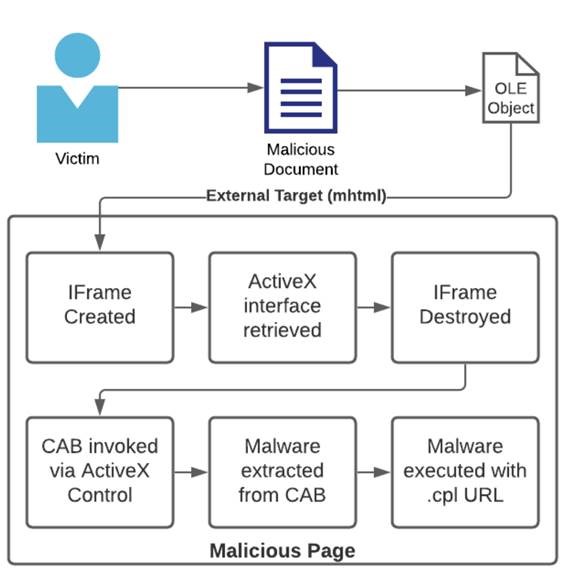 Victim
Malicious
Document
OLE
Object
External Target (mhtml)
IFrame
Created
ActiveX
interface
retrieved
IFrame
Destroyed
CAB invoked
via ActiveX
Control
Malware
extracted
from CAB
Malware
executed with
.cpl URL
Malicious Page